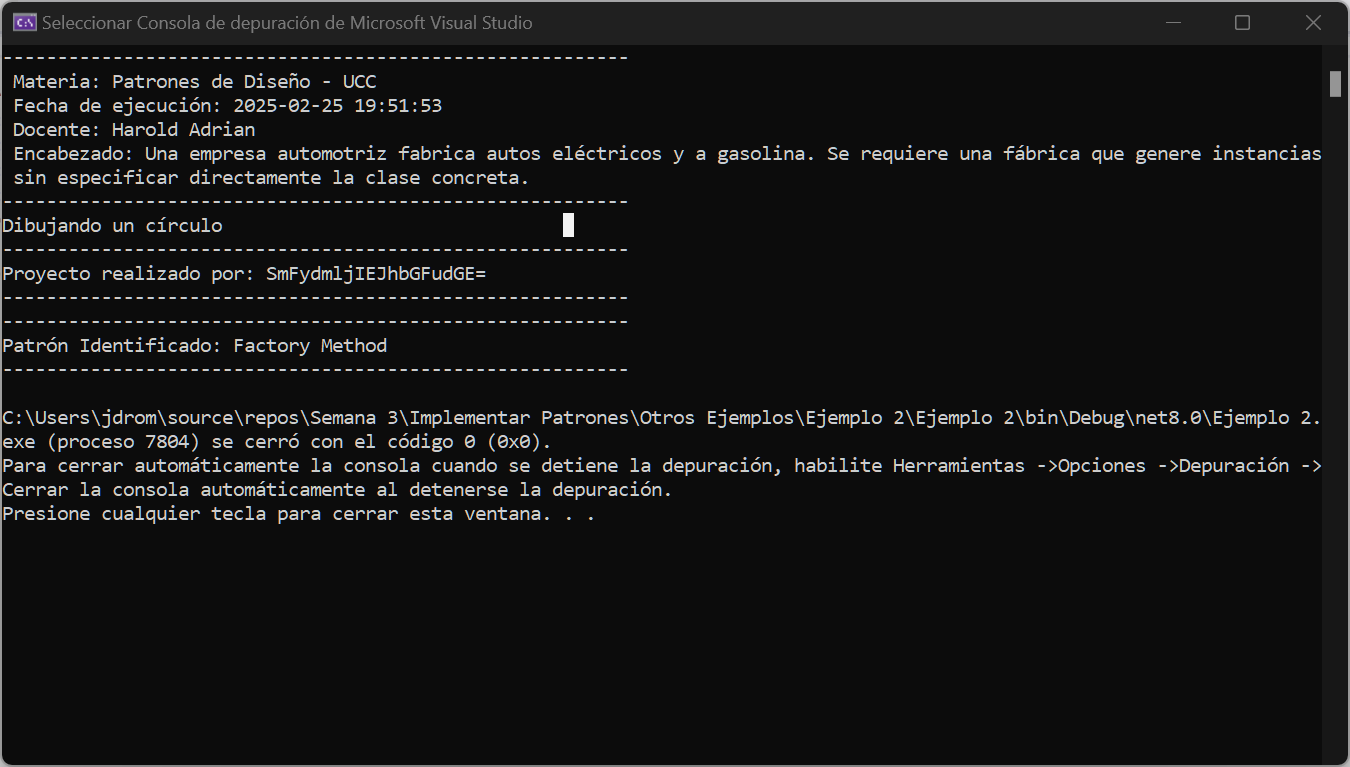 Seleccionar Consola de depuración de Microsoft Visual Studio
---------------------------------------------------------
Materia: Patrones de Diseño - UCC
Fecha de ejecución: 2025-02-25 19:51:53
Docente: Harold Adrian
Encabezado: Una empresa automotriz fabrica autos eléctricos y a gasolina. Se requiere una fábrica que genere instancias
sin especificar directamente la clase concreta.
---------------------------------------------------------
Dibujando un círculo
---------------------------------------------------------
Proyecto realizado por: SmFydmljIEJhbGFudGE=
---------------------------------------------------------
---------------------------------------------------------
Patrón Identificado: Factory Method
---------------------------------------------------------
C:\Users\jdrom\source\repos\Semana 3\Implementar Patrones\Otros Ejemplos\Ejemplo 2\Ejemplo 2\bin\Debug\net8.0\Ejemplo 2.
exe (proceso 7804) se cerró con el código 0 (0x0).
Para cerrar automáticamente la consola cuando se detiene la depuración, habilite Herramientas ->Opciones ->Depuración ->
Cerrar la consola automáticamente al detenerse la depuración.
Presione cualquier tecla para cerrar esta ventana. . .